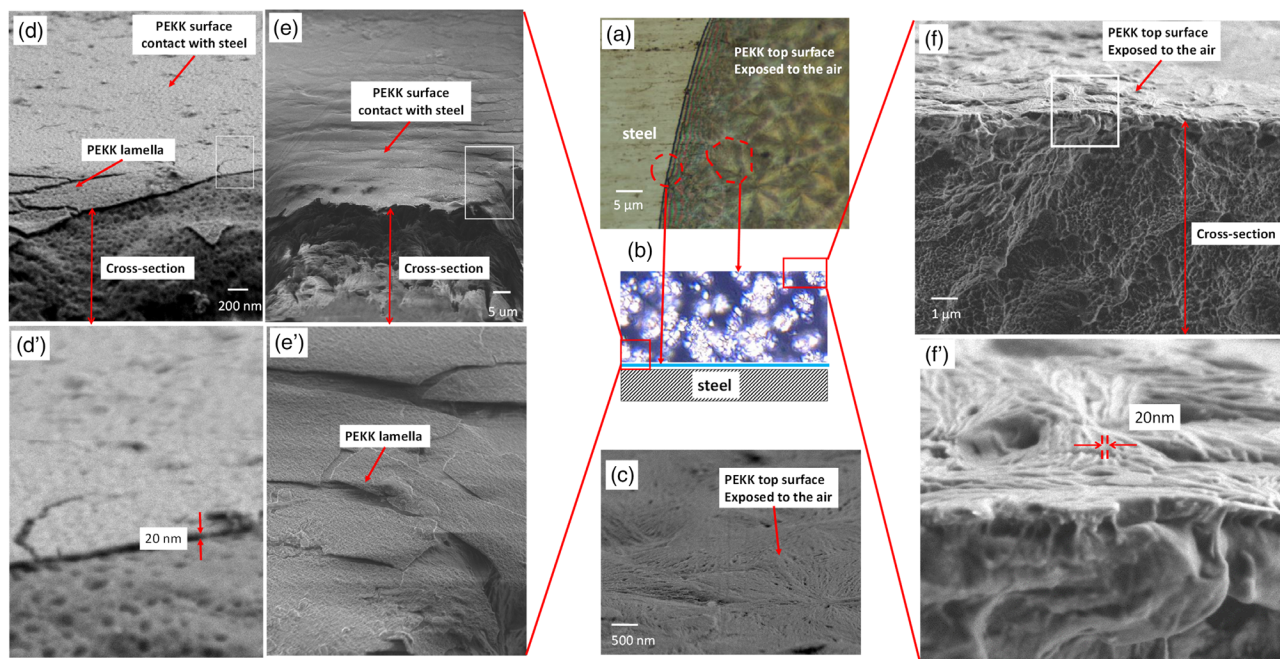 (d)
PEKK surface
contact with steel
PEKK lamella
Cross-section
200 nm
(e)
PEKK surface
contact with steel
Cross-section
5 um
(a)
PEKK top surface
Exposed to the air
steel
5 µm
(b)
steel
(c)
PEKK top surface
Exposed to the air
500 nm
(f)
PEKK top surface
Exposed to the air
Cross-section
1 µm
(d’)
20 nm
(e’)
PEKK lamella
(f’)
20nm